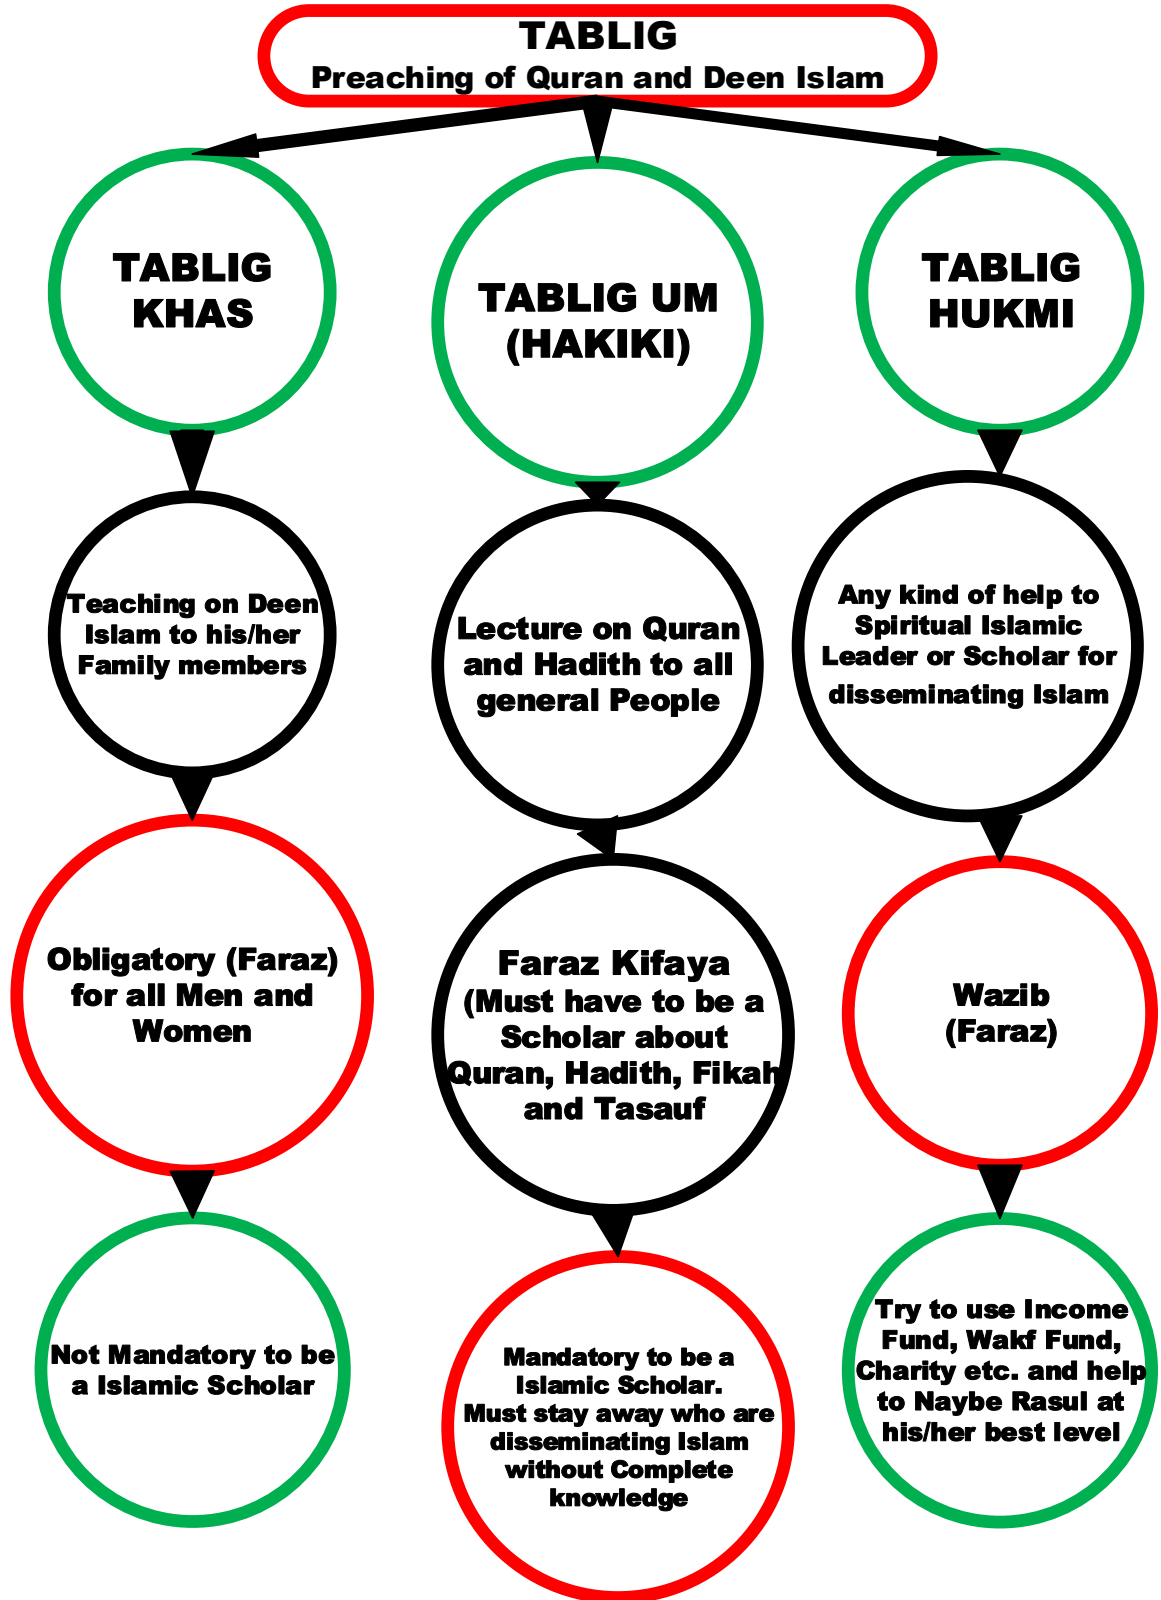 TABLIG
Preaching of Quran and Deen Islam
TABLIG
KHAS
TABLIG UM
(HAKIKI)
TABLIG
HUKMI
Teaching on Deen
Islam to his/her
Family members
Lecture on Quran
and Hadith to all
general People
Any kind of help to
Spiritual Islamic
Leader or Scholar for
disseminating Islam
Obligatory (Faraz)
for all Men and
Women
Faraz Kifaya
(Must have to be a
Scholar about
Quran, Hadith, Fikah
and Tasauf
Wazib
(Faraz)
Not Mandatory to be
a Islamic Scholar
Mandatory to be a
Islamic Scholar.
Must stay away who are
disseminating Islam
without Complete
knowledge
Try to use Income
Fund, Wakf Fund,
Charity etc. and help
to Naybe Rasul at
his/her best level